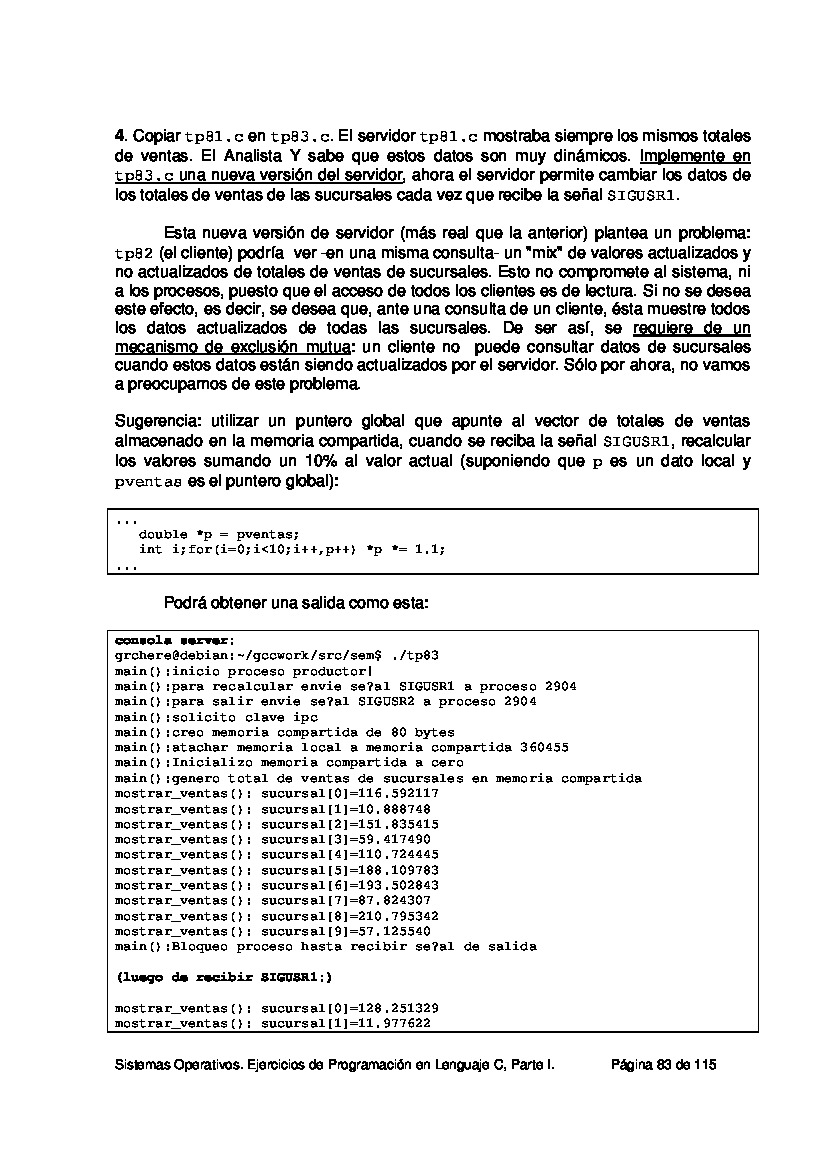 4. Copiar tp81.c en tp83.c. El servidor tp81.c mostraba siempre los mismos totales
de ventas. El Analista Y sabe que estos datos son muy dinámicos. Implemente en
tp83.c una nueva versión del servidor, ahora el servidor permite cambiar los datos de
los totales de ventas de las sucursales cada vez que recibe la señal SIGUSR1.
Esta nueva versión de servidor (más real que la anterior) plantea un problema:
tp82 (el cliente) podría ver -en una misma consulta- un "mix" de valores actualizados y
no actualizados de totales de ventas de sucursales. Esto no compromete al sistema, ni
a los procesos, puesto que el acceso de todos los clientes es de lectura. Si no se desea
este efecto, es decir, se desea que, ante una consulta de un cliente, ésta muestre todos
los datos actualizados de todas las sucursales. De ser así, se requiere de un
mecanismo de exclusión mutua: un cliente no puede consultar datos de sucursales
cuando estos datos están siendo actualizados por el servidor. Sólo por ahora, no vamos
a preocuparnos de este problema.
Sugerencia: utilizar un puntero global que apunte al vector de totales de ventas
almacenado en la memoria compartida, cuando se reciba la señal SIGUSR1, recalcular
los valores sumando un 10% al valor actual (suponiendo que p es un dato local y
pventas es el puntero global):
...
double *p = pventas;
int i;for(i=0;i<10;i++,p++) *p *= 1.1;
...
Podrá obtener una salida como esta:
consola server:
grchere@debian:~/gccwork/src/sem$ ./tp83
main():inicio proceso productor!
main():para recalcular envie se?al SIGUSR1 a proceso 2904
main():para salir envie se?al SIGUSR2 a proceso 2904
main():solicito clave ipc
main():creo memoria compartida de 80 bytes
main():atachar memoria local a memoria compartida 360455
main():Inicializo memoria compartida a cero
main():genero total de ventas de sucursales en memoria compartida
mostrar_ventas(): sucursal[0]=116.592117
mostrar_ventas(): sucursal[1]=10.888748
mostrar_ventas(): sucursal[2]=151.835415
mostrar_ventas(): sucursal[3]=59.417490
mostrar_ventas(): sucursal[4]=110.724445
mostrar_ventas(): sucursal[5]=188.109783
mostrar_ventas(): sucursal[6]=193.502843
mostrar_ventas(): sucursal[7]=87.824307
mostrar_ventas(): sucursal[8]=210.795342
mostrar_ventas(): sucursal[9]=57.125540
main():Bloqueo proceso hasta recibir se?al de salida
(luego de recibir SIGUSR1:)
mostrar_ventas(): sucursal[0]=128.251329
mostrar_ventas(): sucursal[1]=11.977622
Sistemas Operativos. Ejercicios de Programación en Lenguaje C, Parte I. Página 83 de 115